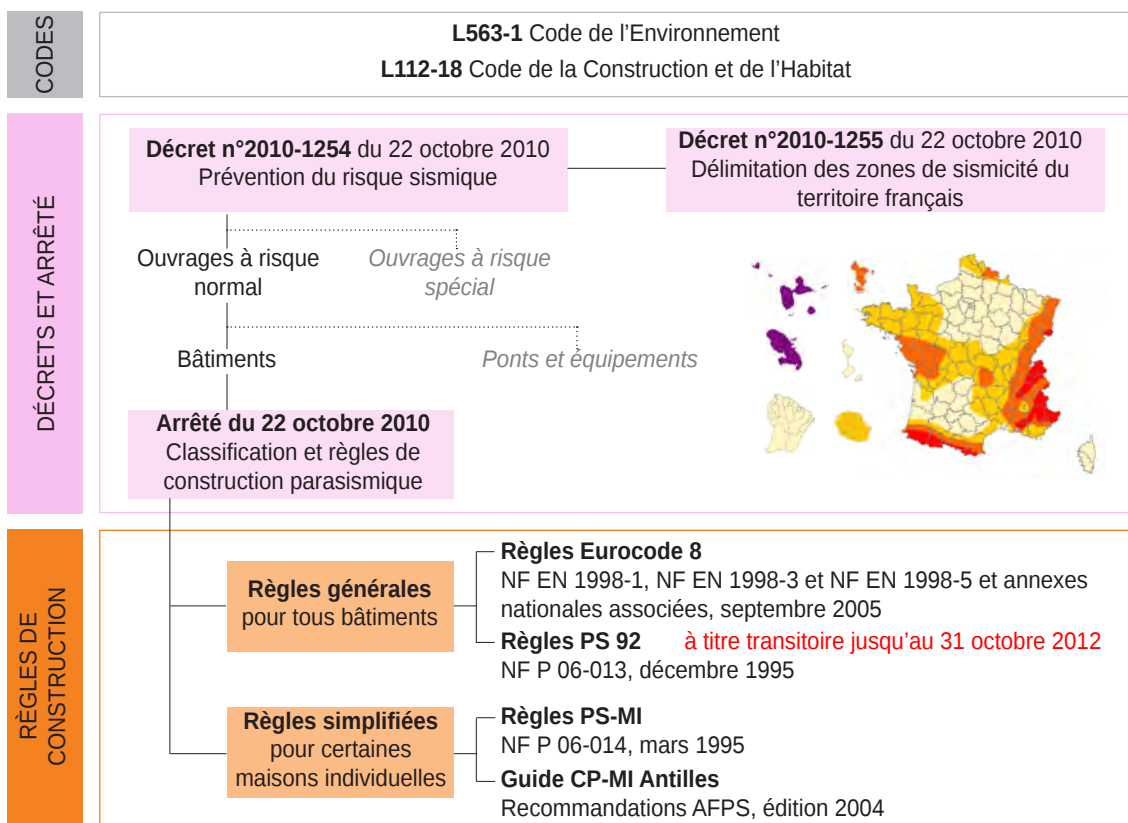 CODES
L563-1 Code de l’Environnement
L112-18 Code de la Construction et de l’Habitat
DÉCRETS ET ARRÊTÉ
Décret n°2010-1254 du 22 octobre 2010
Prévention du risque sismique
Décret n°2010-1255 du 22 octobre 2010
Délimitation des zones de sismicité du
territoire français
Ouvrages à risque
normal
Ouvrages à risque
spécial
Bâtiments
Ponts et équipements
Arrêté du 22 octobre 2010
Classification et règles de
construction parasismique
RÈGLES DE
CONSTRUCTION
Règles générales
pour tous bâtiments
Règles Eurocode 8
NF EN 1998-1, NF EN 1998-3 et NF EN 1998-5 et annexes
nationales associées, septembre 2005
Règles PS 92 à titre transitoire jusqu’au 31 octobre 2012
NF P 06-013, décembre 1995
Règles simplifiées
pour certaines
maisons individuelles
Règles PS-MI
NF P 06-014, mars 1995
Guide CP-MI Antilles
Recommandations AFPS, édition 2004